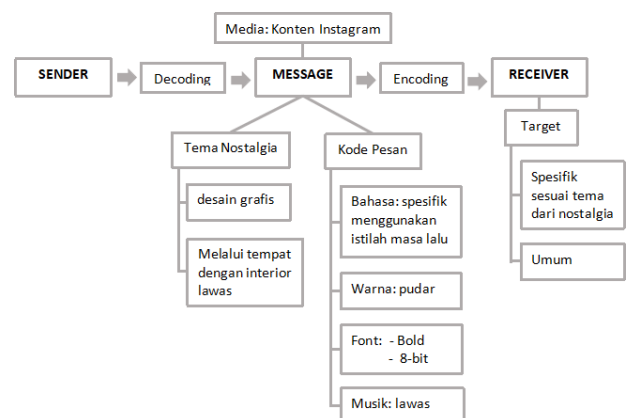 Media: Konten Instagram
SENDER
Decoding
MESSAGE
Encoding
RECEIVER
Tema Nostalgia
desain grafis
Melalui tempat
dengan interior
lawas
Kode Pesan
Bahasa: spesifik
menggunakan
istilah masa lalu
Warna: pudar
Font: - Bold
- 8-bit
Musik: lawas
Target
Spesifik
sesuai tema
dari nostalgia
Umum